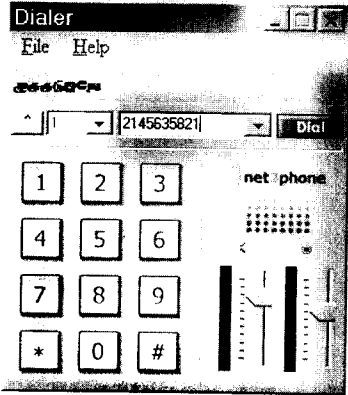 Dialer
File Help
^ 1 2145635821 Dial
1 2 3
net2phone
4 5 6
7 8 9
* 0 #